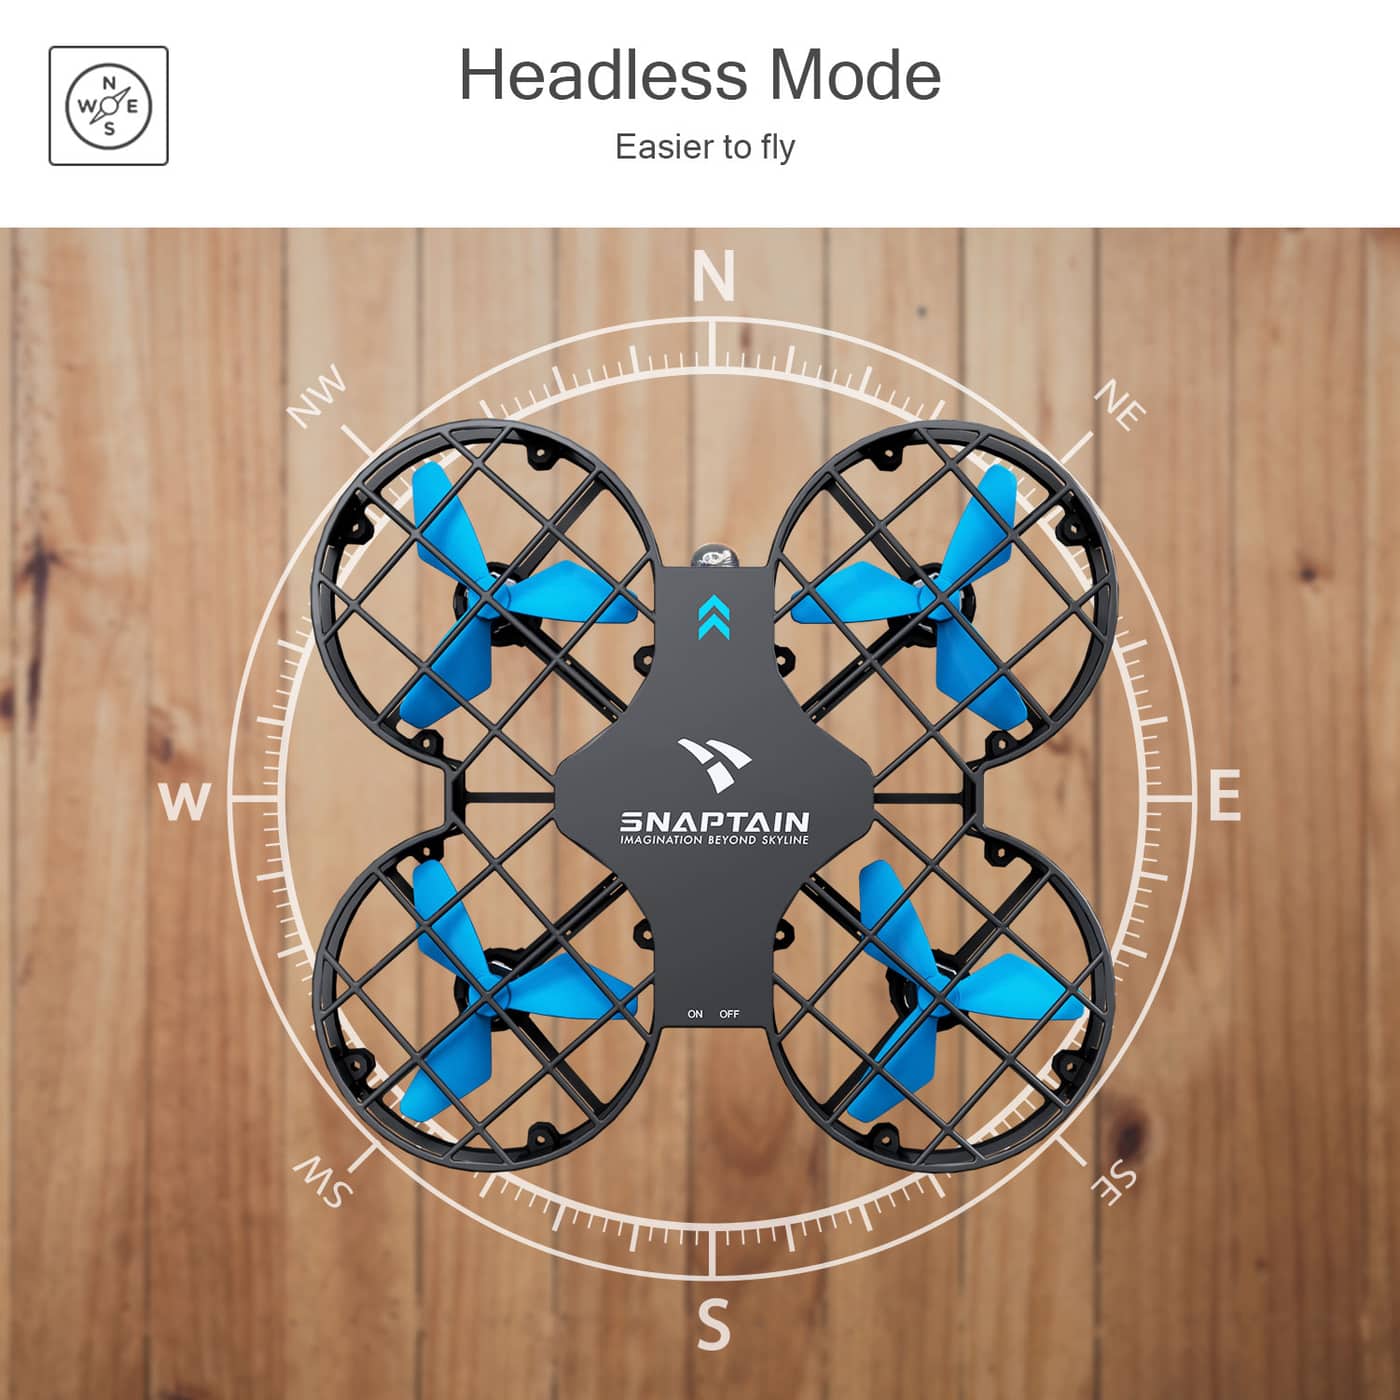 Headless Mode
Easier to fly
N
W E
S
N
NW NE
W E
SNAPTAIN
IMAGINATION BEYOND SKYLINE
ON OFF
SW SE
S